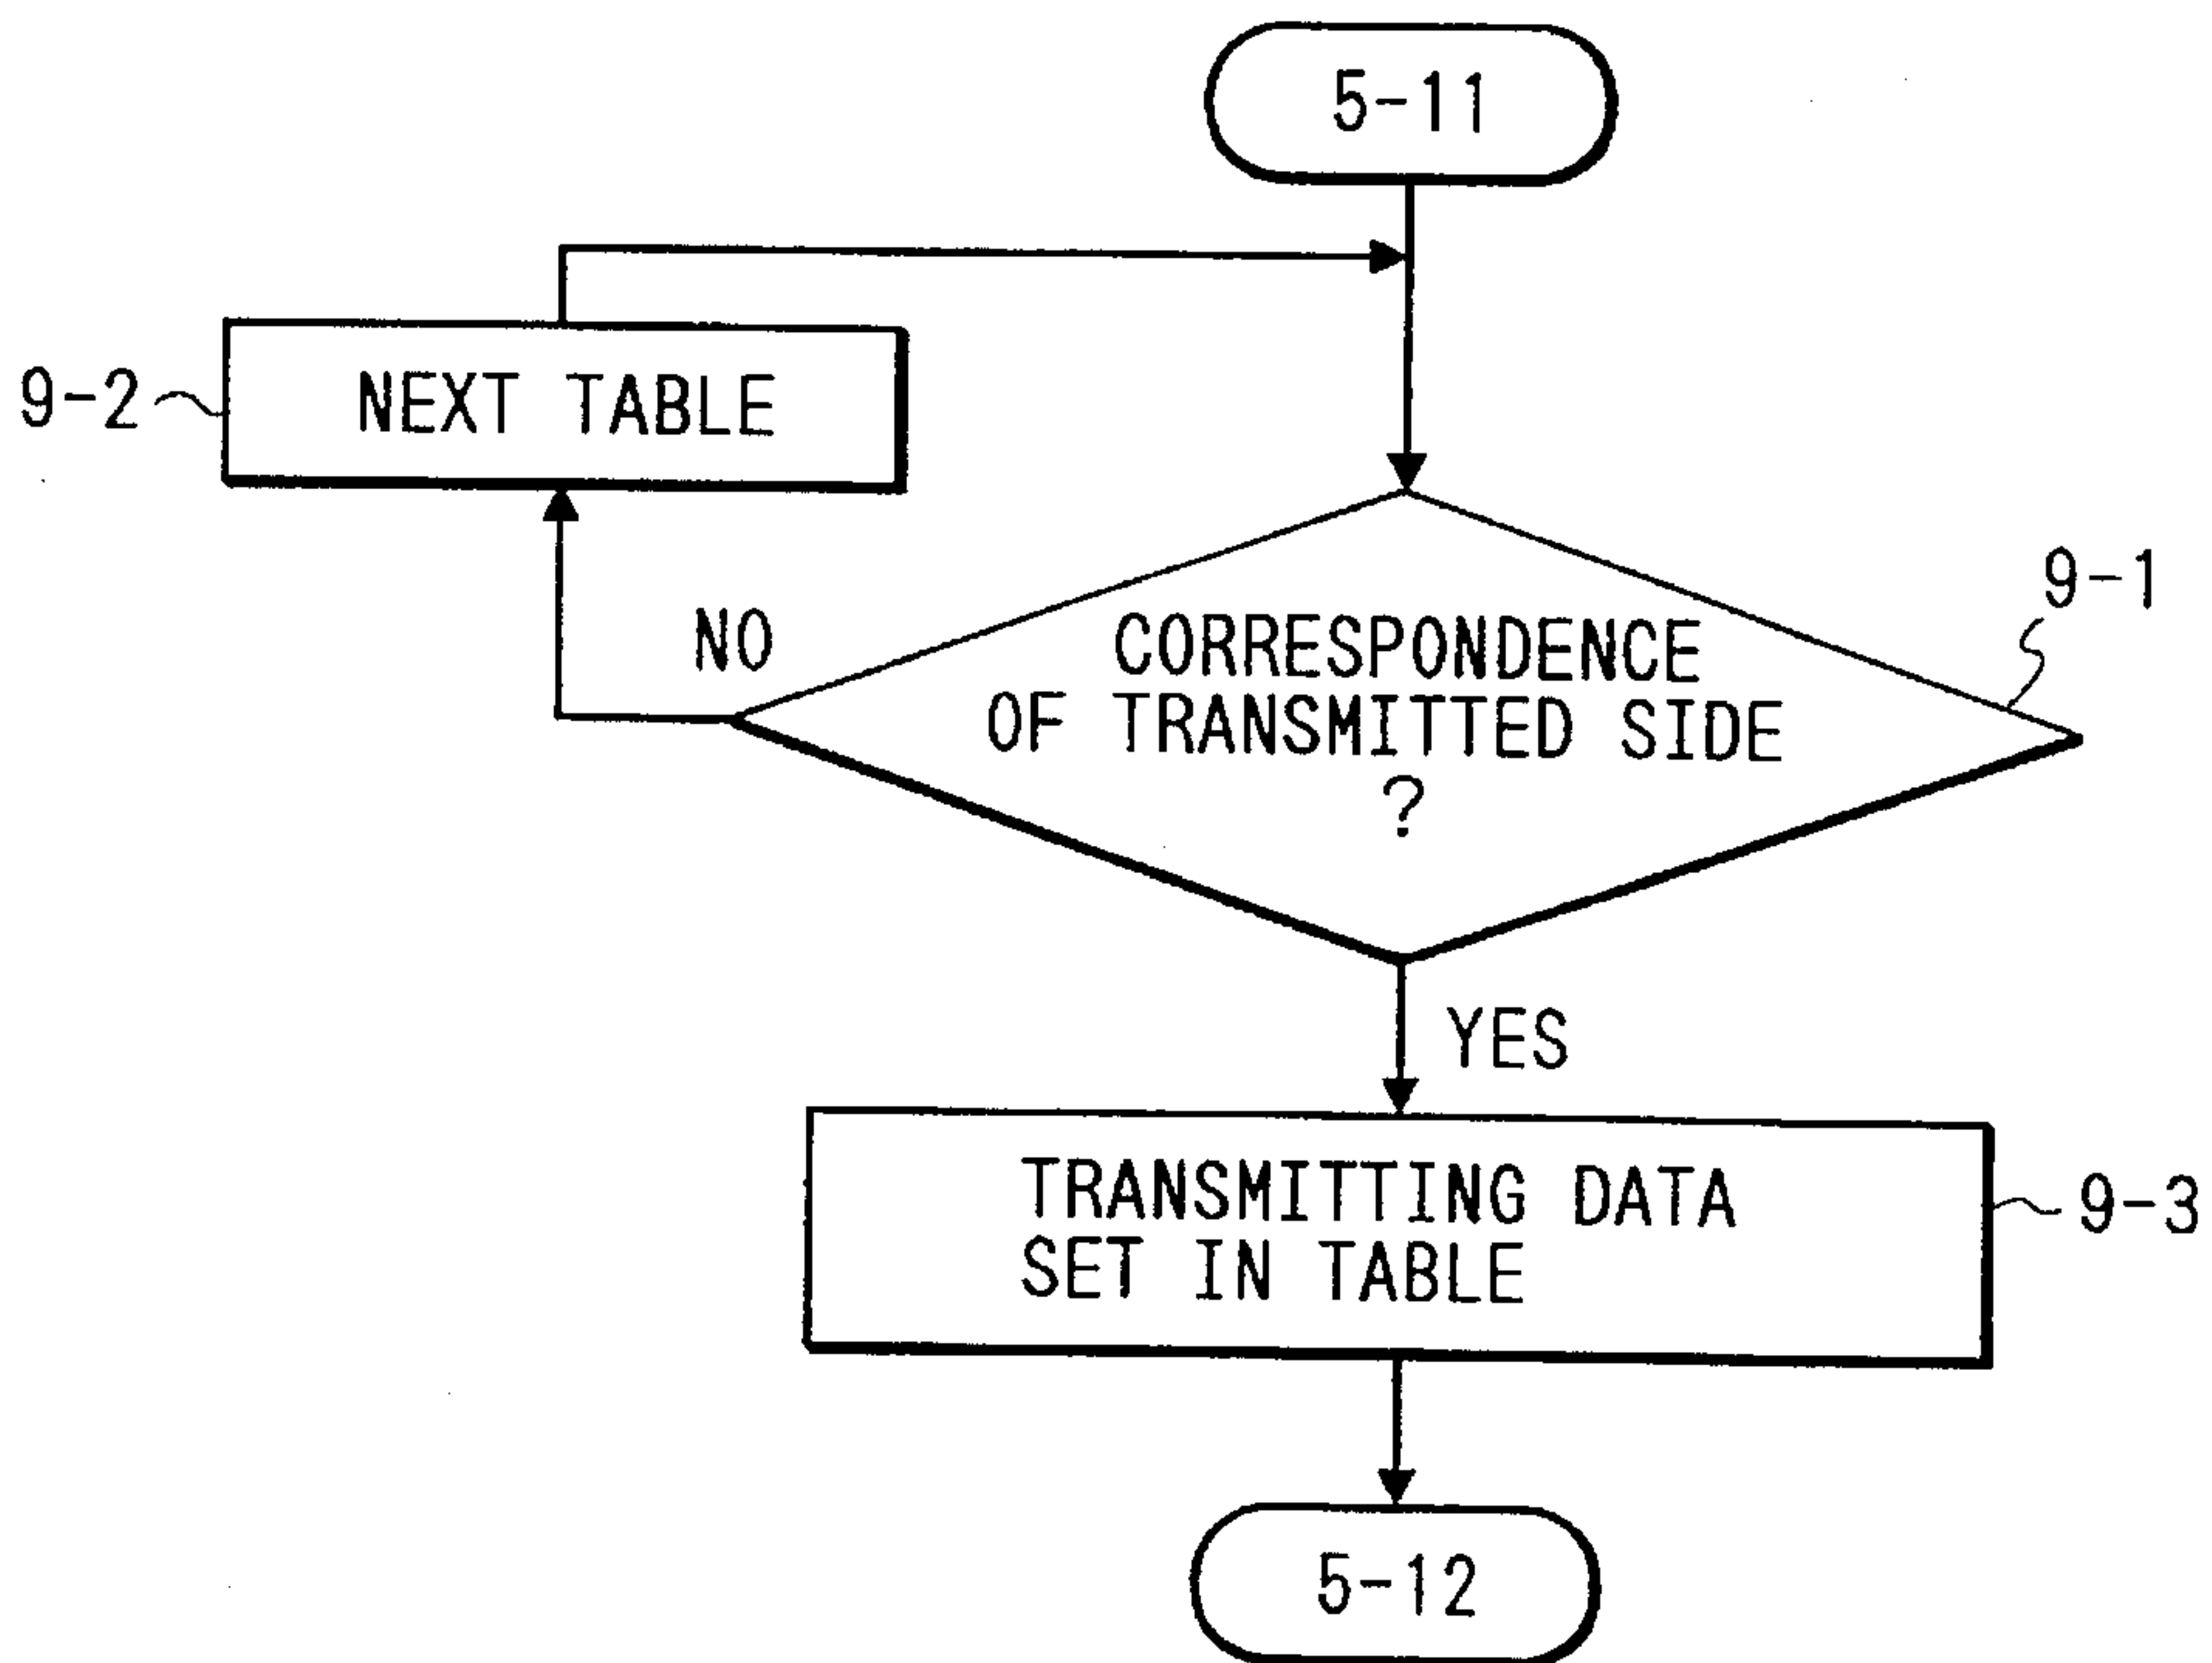 5-11
9-2
NEXT TABLE
9-1
NO
CORRESPONDENCE
OF TRANSMITTED SIDE
?
YES
TRANSMITTING DATA
SET IN TABLE
9-3
5-12